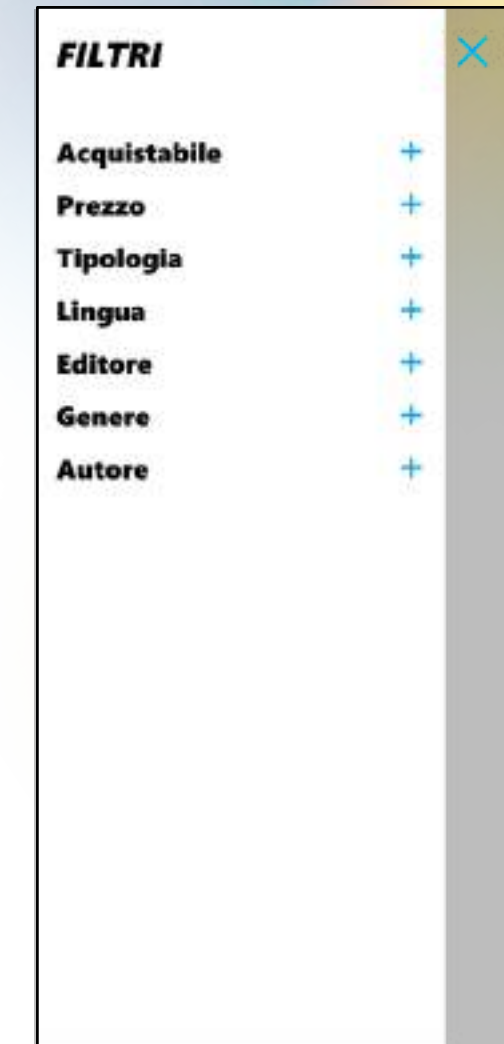 FILTRI
Acquistabile +
Prezzo +
Tipologia +
Lingua +
Editore +
Genere +
Autore +